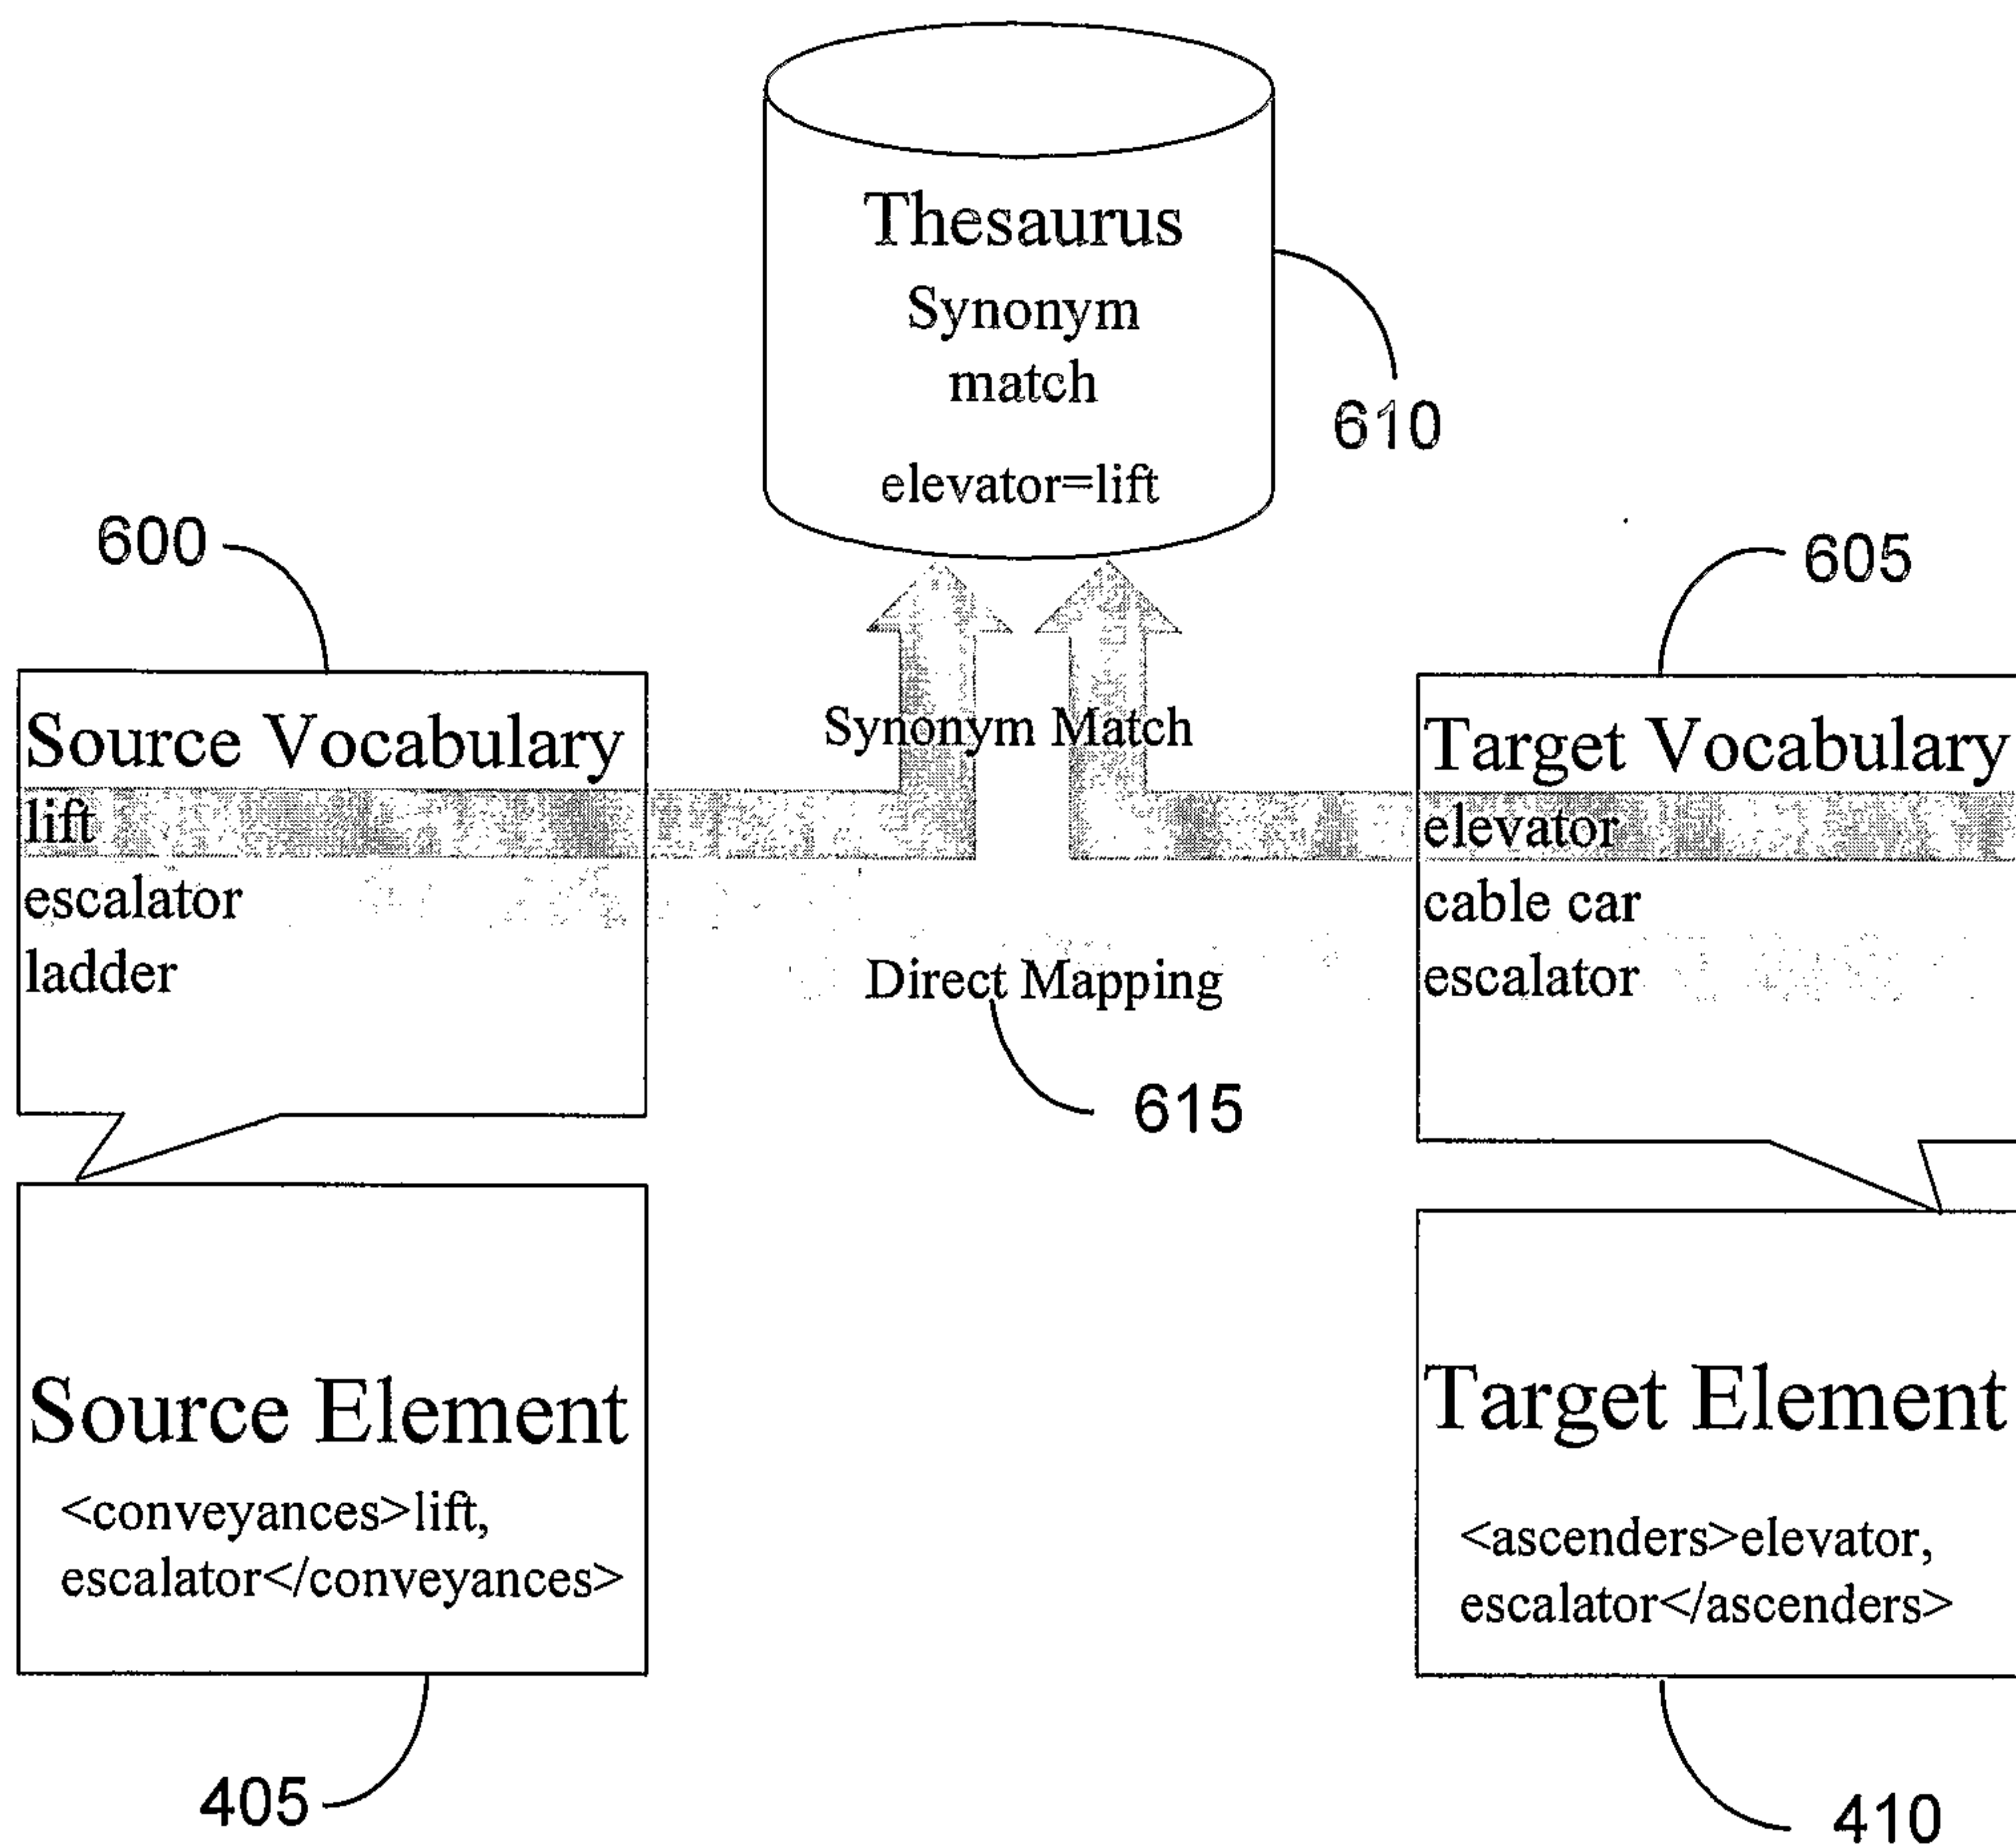 Thesaurus
Synonym
match
elevator=lift
610
600
605
Source Vocabulary
lift
escalator
ladder
Synonym Match
Direct Mapping
615
Target Vocabulary
elevator
cable car
escalator
Source Element
<conveyances>lift,
escalator</conveyances>
405
Target Element
<ascenders>elevator,
escalator</ascenders>
410